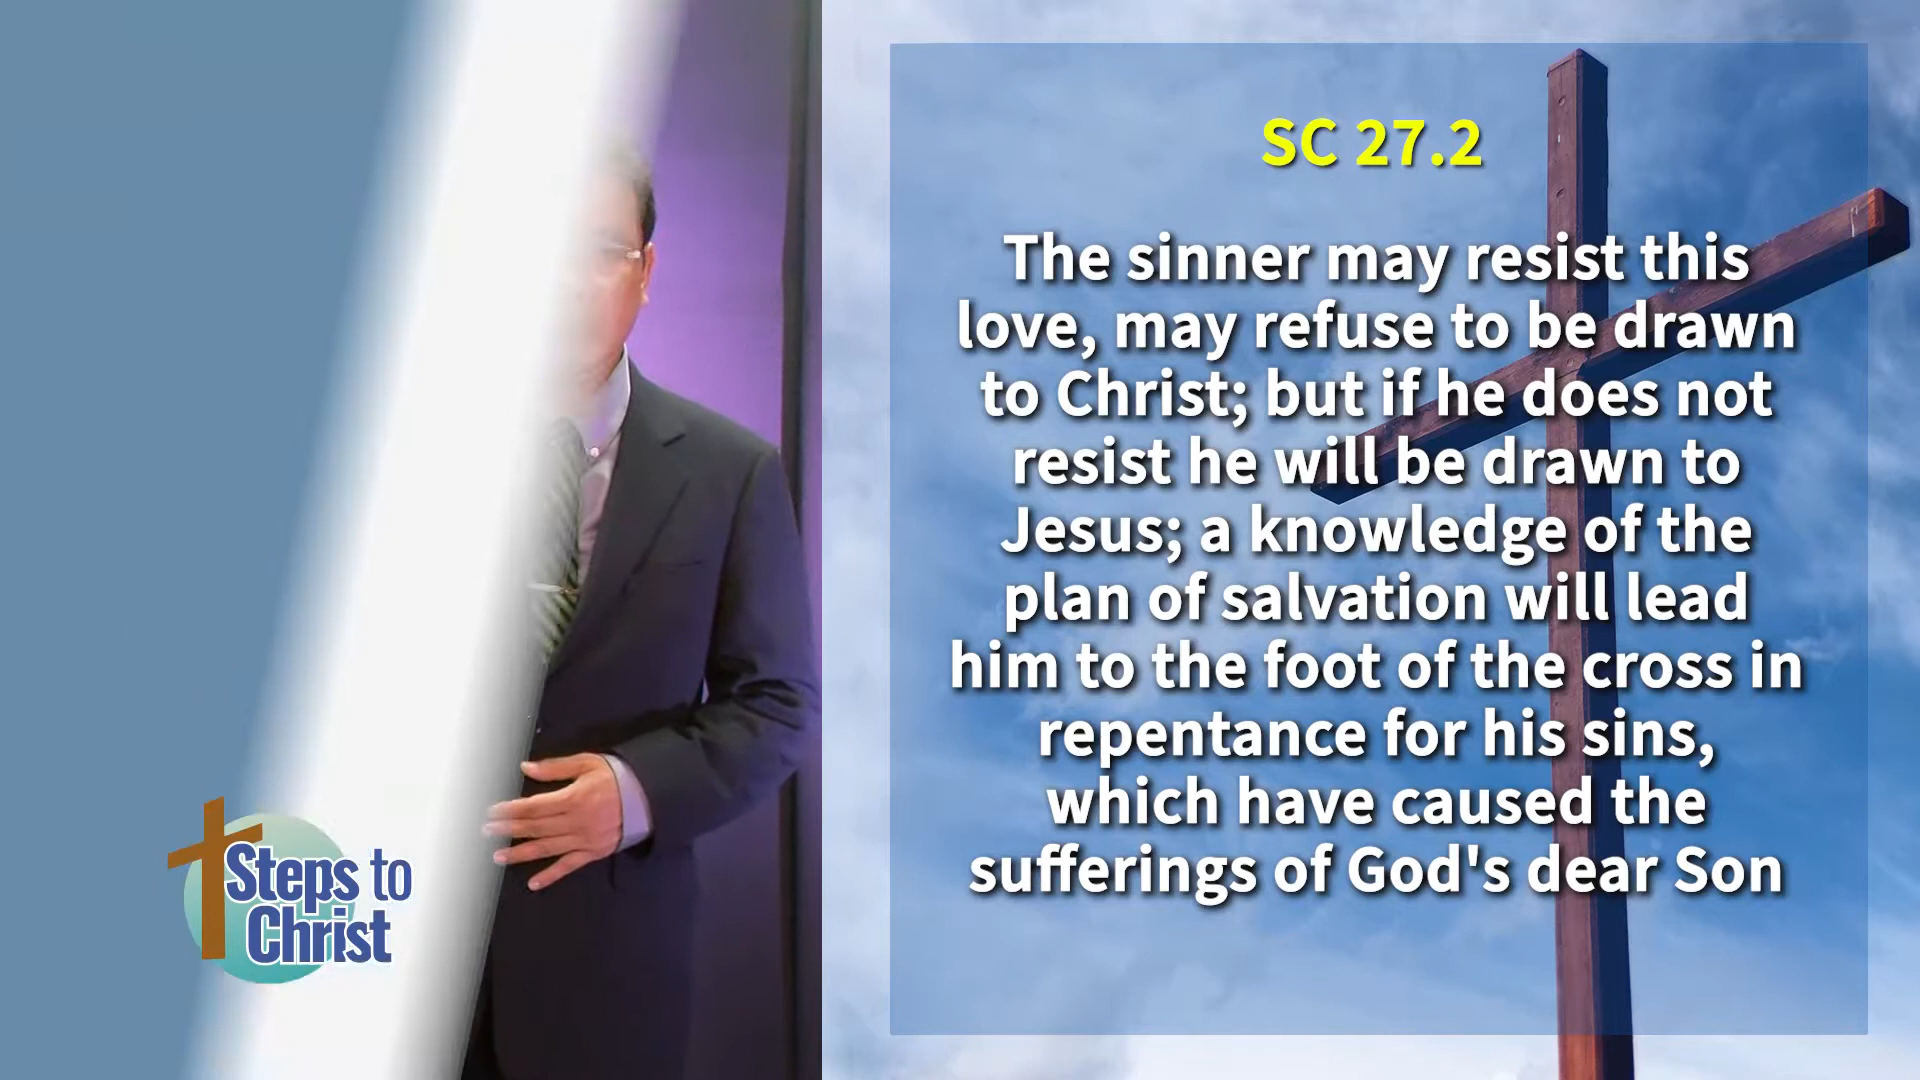 SC 27.2
The sinner may resist this
love, may refuse to be drawn
to Christ; but if he does not
resist he will be drawn to
Jesus; a knowledge of the
plan of salvation will lead
him to the foot of the cross in
repentance for his sins,
which have caused the
sufferings of God's dear Son
Steps to
Christ